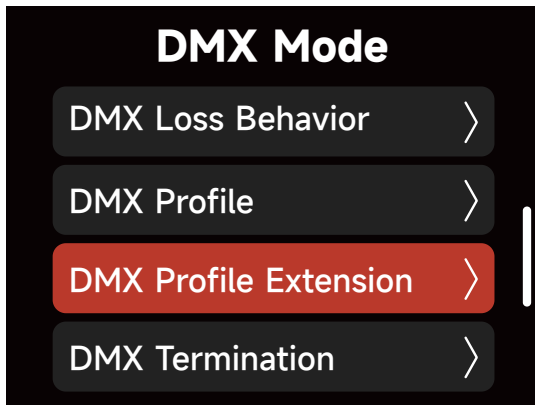 DMX Mode
DMX Loss Behavior
DMX Profile
DMX Profile Extension
DMX Termination